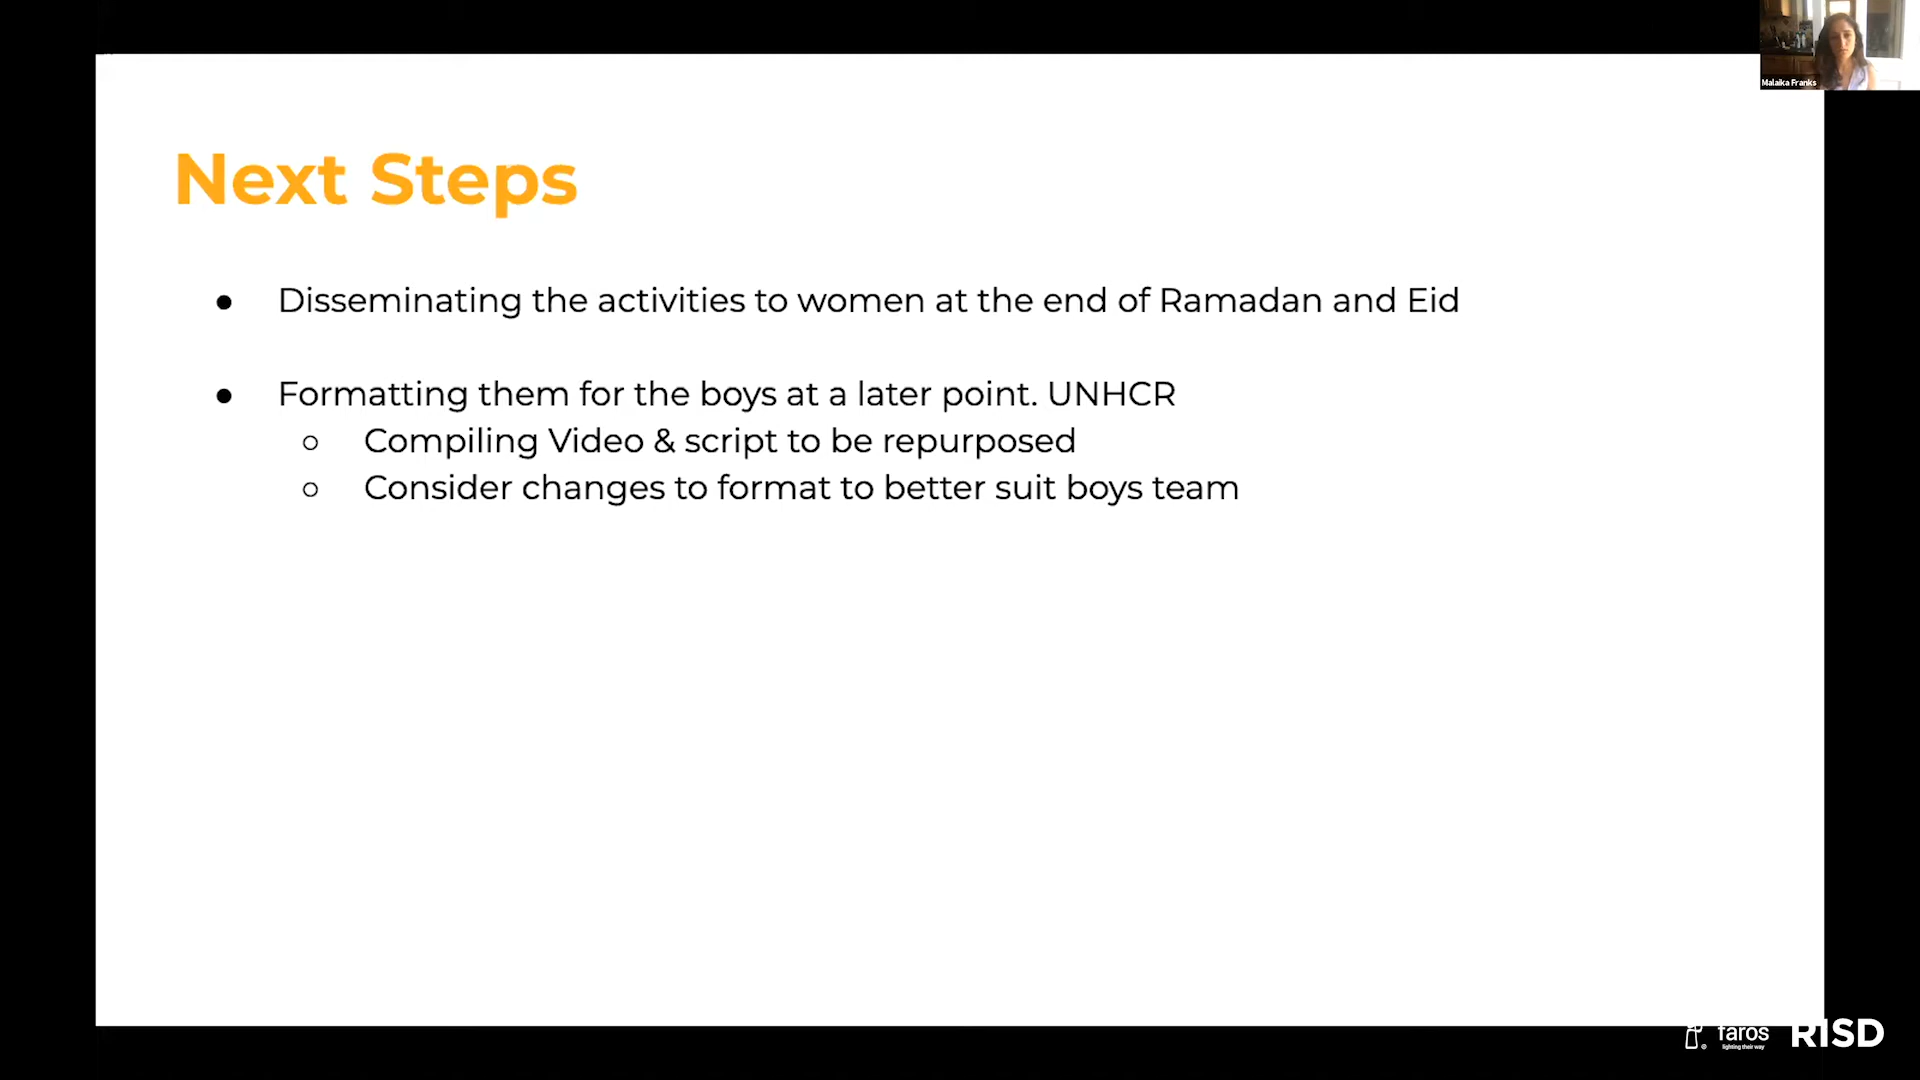 Malaika Franks
Next Steps
● Disseminating the activities to women at the end of Ramadan and Eid
● Formatting them for the boys at a later point. UNHCR
○ Compiling Video & script to be repurposed
○ Consider changes to format to better suit boys team
faros
lighting their way
RISD